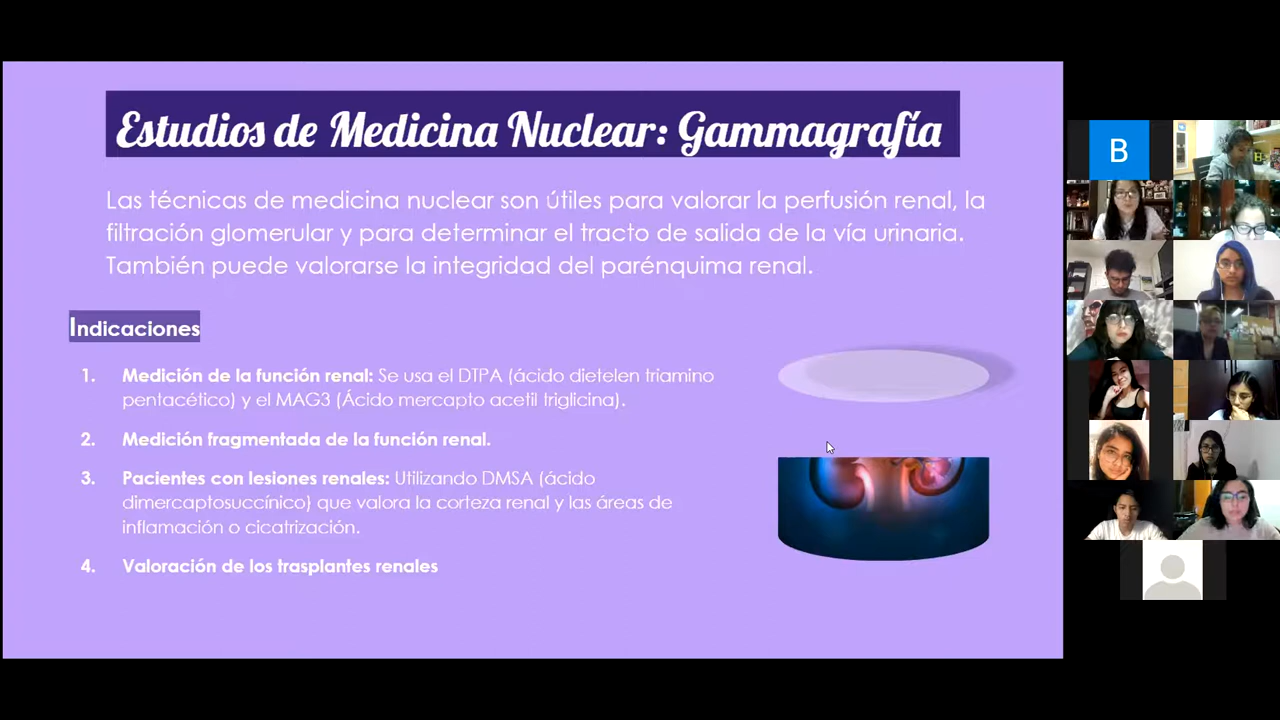 Estudios de Medicina Nuclear: Gammagrafía
Las técnicas de medicina nuclear son útiles para valorar la perfusión renal, la
filtración glomerular y para determinar el tracto de salida de la vía urinaria.
También puede valorarse la integridad del parénquima renal.
Indicaciones
1. Medición de la función renal: Se usa el DTPA (ácido dietelen triamino
pentacético) y el MAG3 (Ácido mercapto acetil triglicina).
2. Medición fragmentada de la función renal.
3. Pacientes con lesiones renales: Utilizando DMSA (ácido
dimercaptosuccínico) que valora la corteza renal y las áreas de
inflamación o cicatrización.
4. Valoración de los trasplantes renales
B